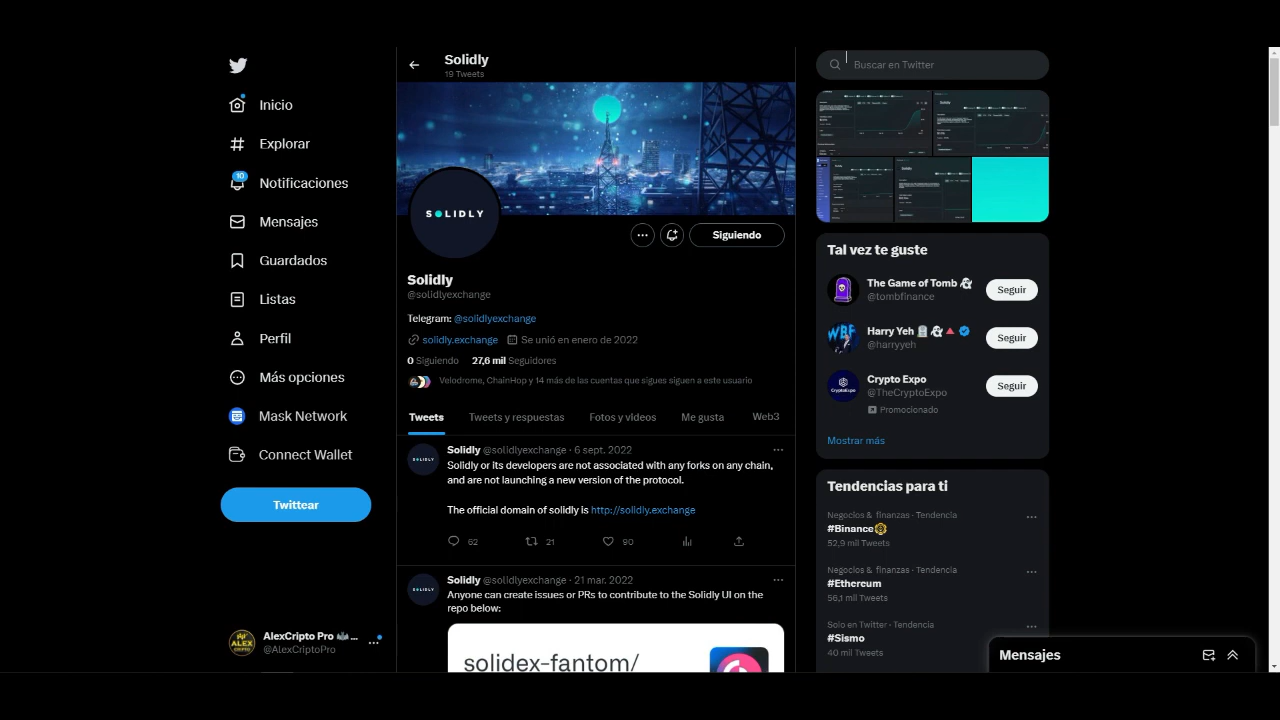 Inicio
Explorar
10
Notificaciones
Mensajes
Guardados
Listas
Perfil
Más opciones
Mask Network
Connect Wallet
Twittear
AlexCripto Pro
@AlexCriptoPro
Solidly
19 Tweets
SOLIDLY
Siguiendo
Solidly
@solidlyexchange
Telegram: @solidlyexchange
solidly.exchange Se unió en enero de 2022
0 Siguiendo 27,6 mil Seguidores
Velodrome, ChainHop y 14 más de las cuentas que sigues siguen a este usuario
Tweets Tweets y respuestas Fotos y videos Me gusta Web3
Solidly @solidlyexchange · 6 sept. 2022
Solidly or its developers are not associated with any forks on any chain,
and are not launching a new version of the protocol.
The official domain of solidly is http://solidly.exchange
62 21 90
Solidly @solidlyexchange · 21 mar. 2022
Anyone can create issues or PRs to contribute to the Solidly UI on the
repo below:
solidex-fantom/
Buscar en Twitter
Tal vez te guste
The Game of Tomb
@tombfinance
Seguir
Harry Yeh
@harryyeh
Seguir
Crypto Expo
@TheCryptoExpo
Promocionado
Seguir
Mostrar más
Tendencias para ti
Negocios & finanzas · Tendencia
#Binance
52,9 mil Tweets
Negocios & finanzas · Tendencia
#Ethereum
56,1 mil Tweets
Solo en Twitter · Tendencia
#Sismo
40 mil Tweets
Mensajes